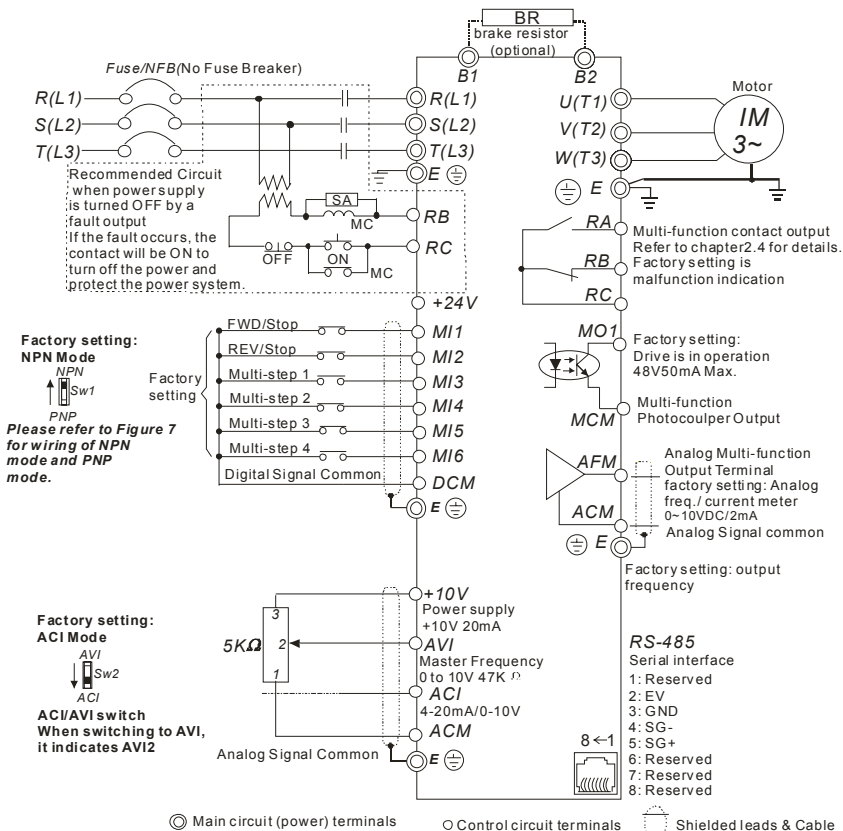 BR
brake resistor
(optional)
B1
B2
Fuse/NFB(No Fuse Breaker)
R(L1)
S(L2)
T(L3)
R(L1)
S(L2)
T(L3)
E
Recommended Circuit
when power supply
is turned OFF by a
fault output
If the fault occurs, the
contact will be ON to
turn off the power and
protect the power system.
SA
MC
OFF
ON
MC
RB
RC
U(T1)
V(T2)
W(T3)
E
Motor
IM
3~
RA
RB
RC
Multi-function contact output
Refer to chapter2.4 for details.
Factory setting is
malfunction indication
+24V
Factory setting:
NPN Mode
NPN
Sw1
PNP
Please refer to Figure 7
for wiring of NPN
mode and PNP
mode.
Factory
setting
FWD/Stop
REV/Stop
Multi-step 1
Multi-step 2
Multi-step 3
Multi-step 4
Digital Signal Common
MI1
MI2
MI3
MI4
MI5
MI6
DCM
E
MO1
Factory setting:
Drive is in operation
48V50mA Max.
Multi-function
Photocoulper Output
MCM
AFM
Analog Multi-function
Output Terminal
factory setting: Analog
freq./ current meter
0~10VDC/2mA
ACM
Analog Signal common
E
Factory setting: output
frequency
Factory setting:
ACI Mode
AVI
Sw2
ACI
ACI/AVI switch
When switching to AVI,
it indicates AVI2
5KΩ
3
2
1
+10V
Power supply
+10V 20mA
AVI
Master Frequency
0 to 10V 47K Ω
ACI
4-20mA/0-10V
ACM
Analog Signal Common
E
RS-485
Serial interface
1: Reserved
2: EV
3: GND
4: SG-
5: SG+
6: Reserved
7: Reserved
8: Reserved
8←1
Main circuit (power) terminals
Control circuit terminals
Shielded leads & Cable